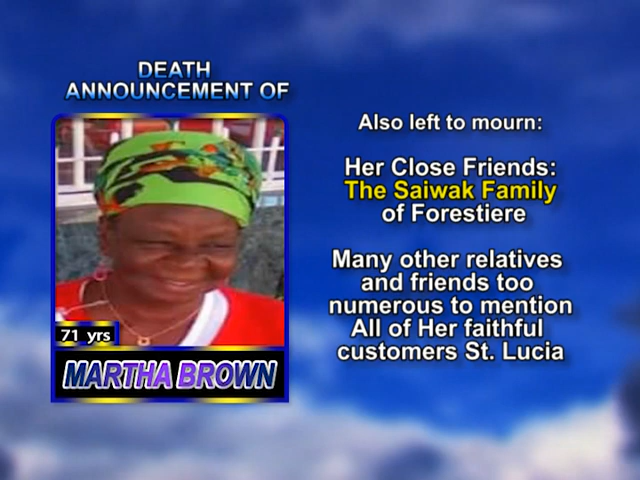 DEATH
ANNOUNCEMENT OF
71 yrs
MARTHA BROWN
Also left to mourn:
Her Close Friends:
The Saiwak Family
of Forestiere
Many other relatives
and friends too
numerous to mention
All of Her faithful
customers St. Lucia